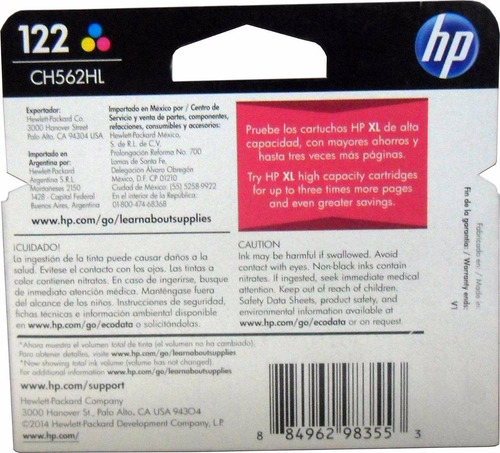 122
CH562HL
hp
Exportador:
Hewlett-Packard Co.
3000 Hanover Street
Palo Alto, CA 94304 USA
Importado en
Argentina por:
Hewlett-Packard
Argentina S.R.L.
Montañeses 2150
1428 - Capital Federal
Buenos Aires, Argentina
Importado en México por / Centro de
Servicio y venta de partes, componentes,
refacciones, consumibles y accesorios:
Hewlett-Packard México,
S. de R.L. de C.V.
Prolongación Reforma No. 700
Lomas de Santa Fe,
Delegación Álvaro Obregón
México, D.F. CP 01210
Ciudad de México: (55) 5258-9922
En el interior de la República:
01-800-474-68368
www.hp.com/go/learnaboutsupplies
Pruebe los cartuchos HP XL de alta
capacidad, con mayores ahorros y
hasta tres veces más páginas.
Try HP XL high capacity cartridges
for up to three times more pages
and even greater savings.
Fabricado en: / Made in:
Fin de la garantía: / Warranty ends:
V1
¡CUIDADO!
La ingestión de la tinta puede causar daños a la
salud. Evítese el contacto con los ojos. Las tintas a
color contienen nitratos. En caso de ingerirse, busque
de inmediato atención médica. Manténgase fuera
del alcance de los niños. Instrucciones de seguridad,
fichas técnicas e información ambiental disponible
en www.hp.com/go/ecodata o solicitándolas.
CAUTION
Ink may be harmful if swallowed. Avoid
contact with eyes. Non-black inks contain
nitrates. If ingested, seek immediate medical
attention. Keep out of reach of children.
Safety Data Sheets, product safety, and
environmental information available at
www.hp.com/go/ecodata or on request.
*Ahora muestra el volumen total de tinta (el volumen no ha cambiado).
Para obtener detalles, visite www.hp.com/go/learnaboutsupplies
*Now showing total ink volume (volume has not changed).
For additional information www.hp.com/go/learnaboutsupplies
www.hp.com/support
Hewlett-Packard Company
3000 Hanover St., Palo Alto, CA USA 94304
©2014 Hewlett-Packard Development Company, L.P.
www.hp.com/
8 84962 98355 3